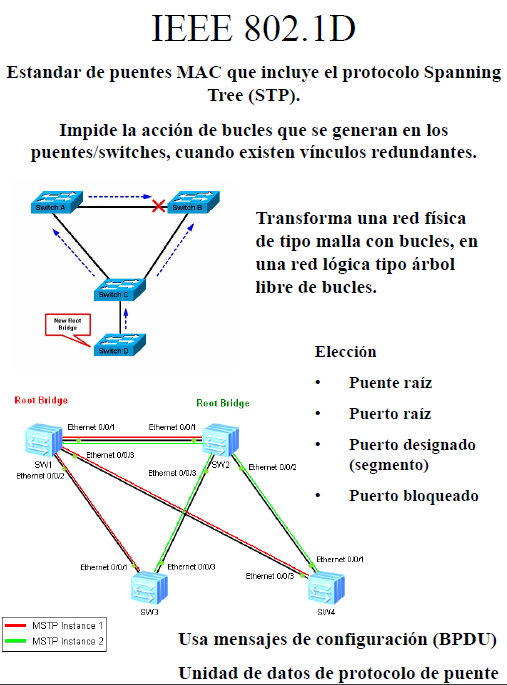 IEEE 802.1D
Estandar de puentes MAC que incluye el protocolo Spanning
Tree (STP).
Impide la acción de bucles que se generan en los
puentes/switches, cuando existen vínculos redundantes.
Switch A
Switch B
Transforma una red física
de tipo malla con bucles, en
una red lógica tipo árbol
libre de bucles.
Switch C
New Root
Bridge
Switch D
Elección
• Puente raíz
• Puerto raíz
• Puerto designado
(segmento)
• Puerto bloqueado
Root Bridge
Root Bridge
Ethernet 0/0/1
Ethernet 0/0/1
SW1
Ethernet 0/0/3
Ethernet 0/0/2
SW2
Ethernet 0/0/3
Ethernet 0/0/2
Ethernet 0/0/1
Ethernet 0/0/3
Ethernet 0/0/1
Ethernet 0/0/3
SW3
SW4
MSTP Instance 1
MSTP Instance 2
Usa mensajes de configuración (BPDU)
Unidad de datos de protocolo de puente